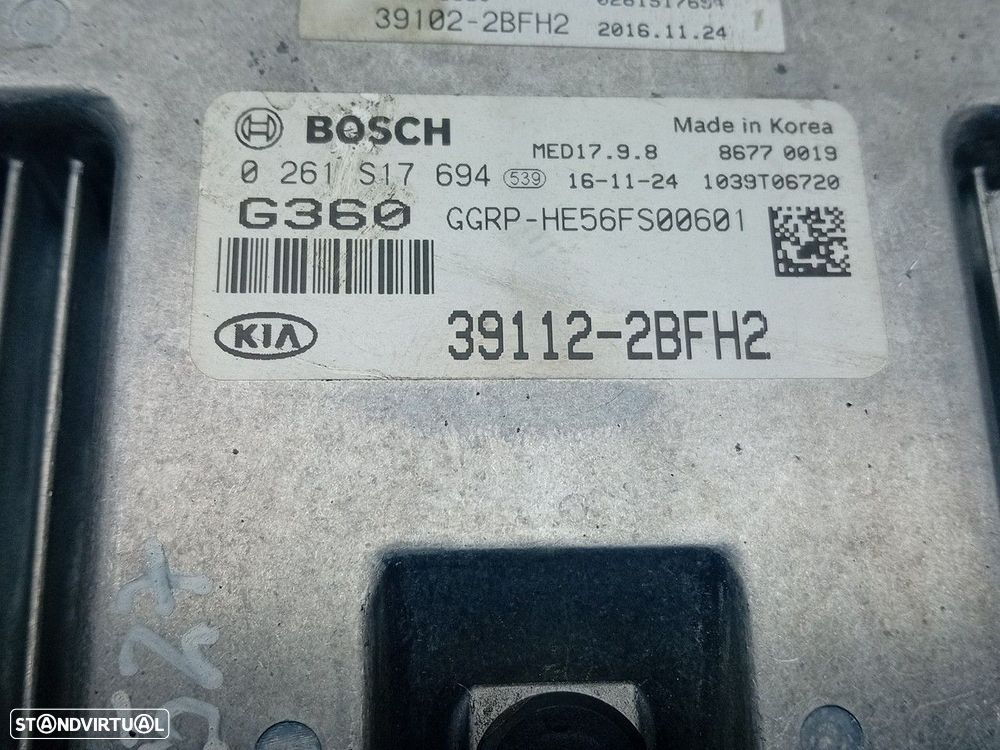 39102-2BFH2
2016.11.24
BOSCH
Made in Korea
MED17.9.8
8677 0019
0 261 S17 694
539
16-11-24
1039T06720
G360
GGRP-HE56FS00601
KIA
39112-2BFH2
STANDVIRTUAL